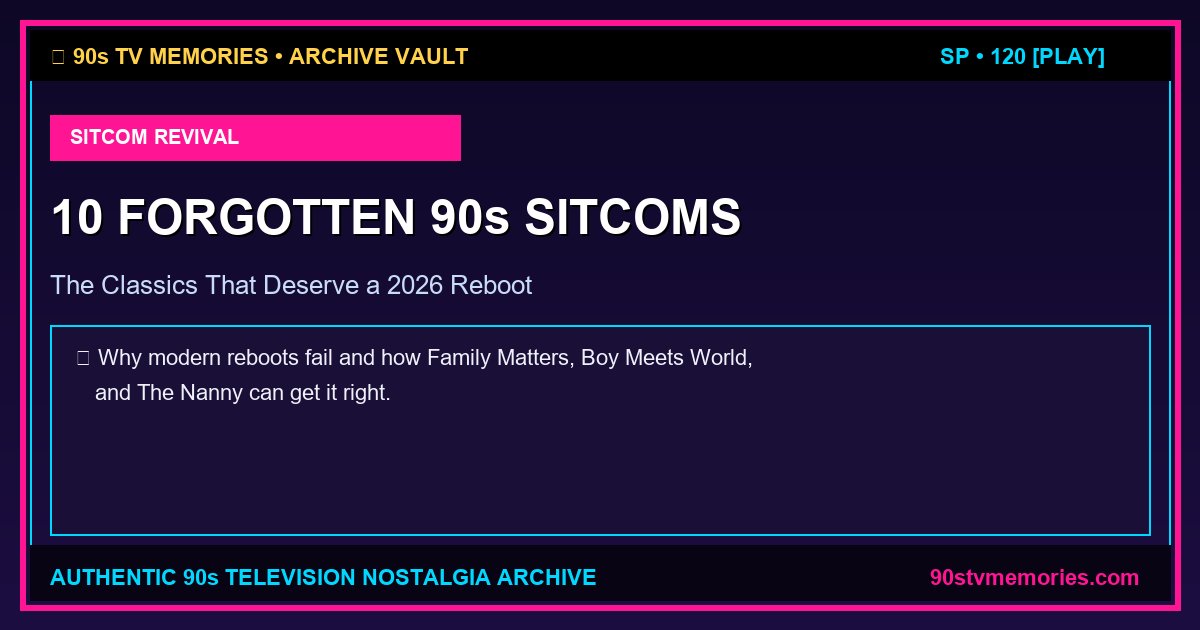 90s TV MEMORIES • ARCHIVE VAULT
SP • 120 [PLAY]
SITCOM REVIVAL
10 FORGOTTEN 90s SITCOMS
The Classics That Deserve a 2026 Reboot
Why modern reboots fail and how Family Matters, Boy Meets World,
and The Nanny can get it right.
AUTHENTIC 90s TELEVISION NOSTALGIA ARCHIVE
90stvmemories.com